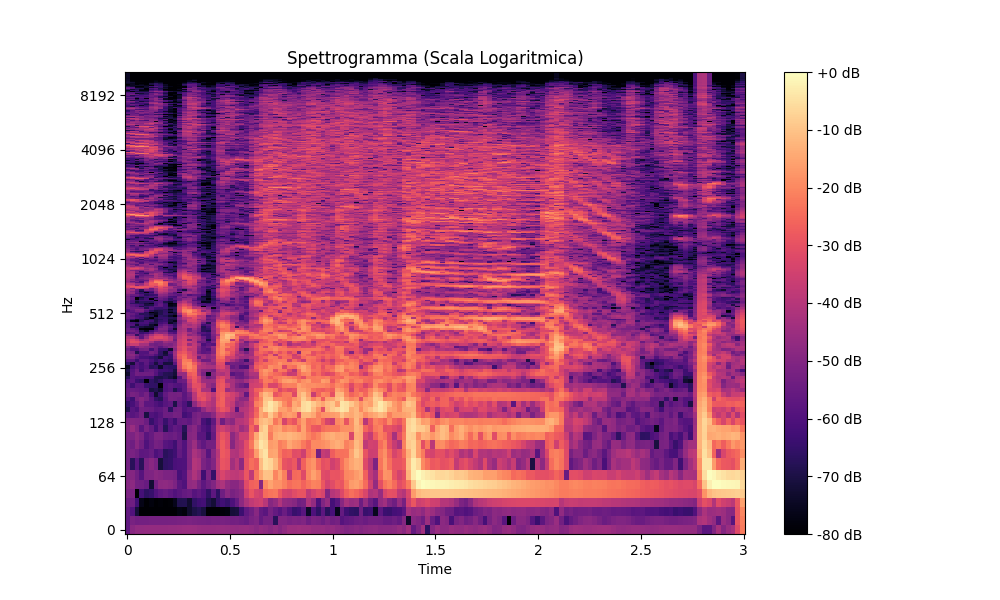 Spettrogramma (Scala Logaritmica)
Hz
8192
4096
2048
1024
512
256
128
64
0
0
0.5
1
1.5
2
2.5
3
Time
+0 dB
-10 dB
-20 dB
-30 dB
-40 dB
-50 dB
-60 dB
-70 dB
-80 dB